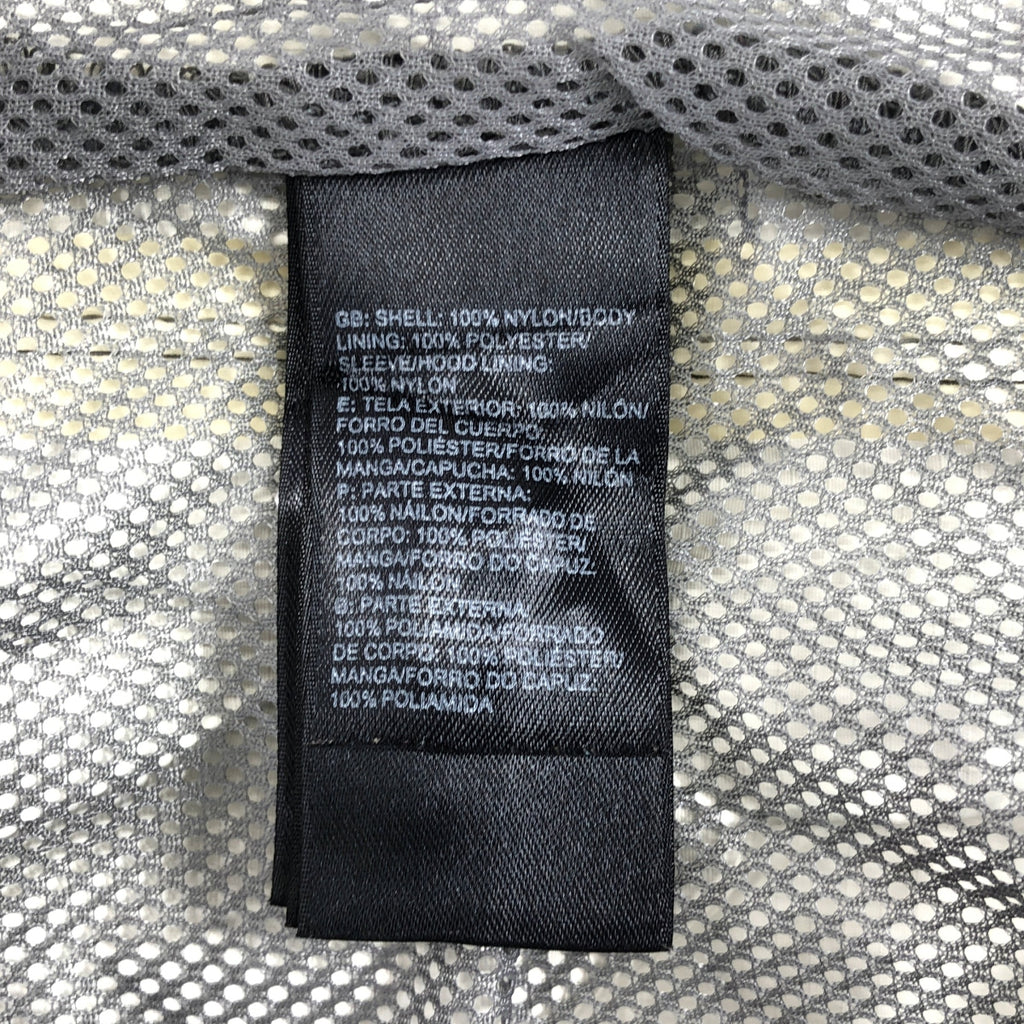 GB: SHELL: 100% NYLON/BODY
LINING: 100% POLYESTER/
SLEEVE/HOOD LINING:
100% NYLON
E: TELA EXTERIOR: 100% NILÓN/
FORRO DEL CUERPO:
100% POLIÉSTER/FORRO DE LA
MANGA/CAPUCHA: 100% NILÓN
P: PARTE EXTERNA:
100% NÁILON/FORRADO DE
CORPO: 100% POLIÉSTER/
MANGA/FORRO DO CAPUZ
100% NÁILON
B: PARTE EXTERNA
100% POLIAMIDA/FORRADO
DE CORPO: 100% POLIÉSTER/
MANGA/FORRO DO CAPUZ
100% POLIAMIDA